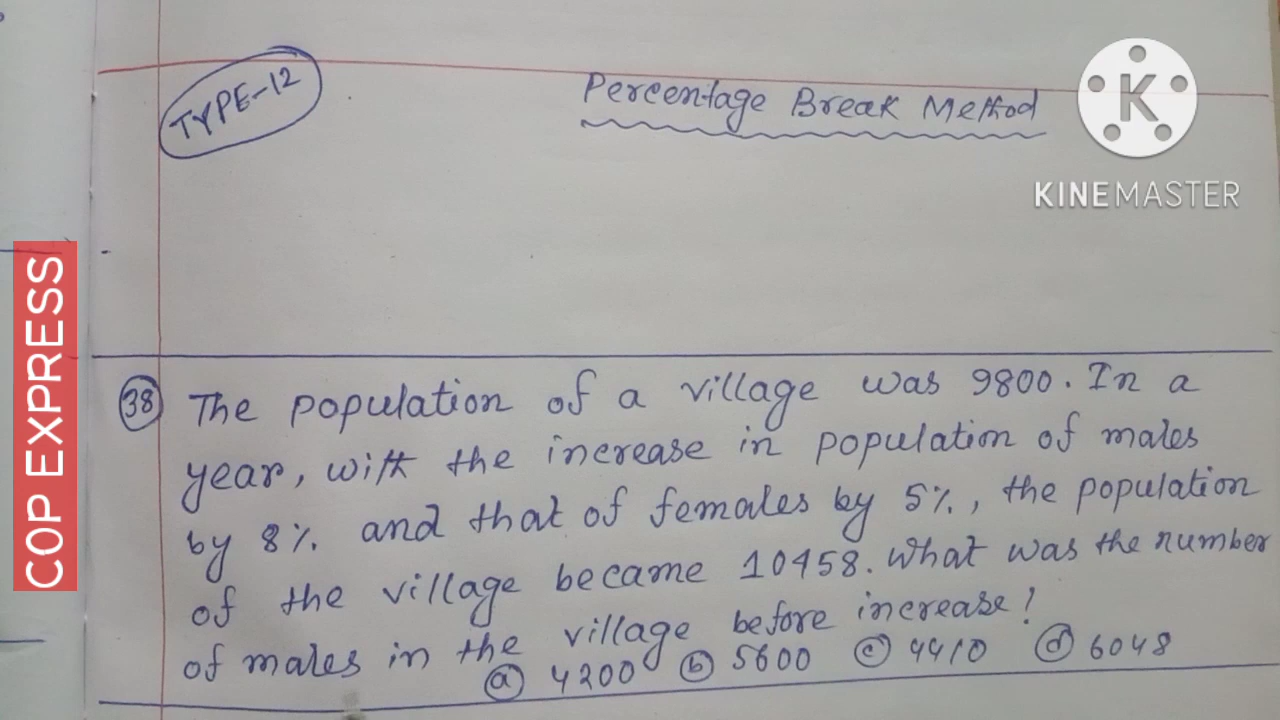 TYPE-12
Percentage Break Method
K
KINEMASTER
COP EXPRESS
38 The population of a village was 9800. In a
year, with the increase in population of males
by 8% and that of females by 5%, the population
of the village became 10458. What was the number
of males in the village before increase?
a 4200 b 5600 c 4410 d 6048